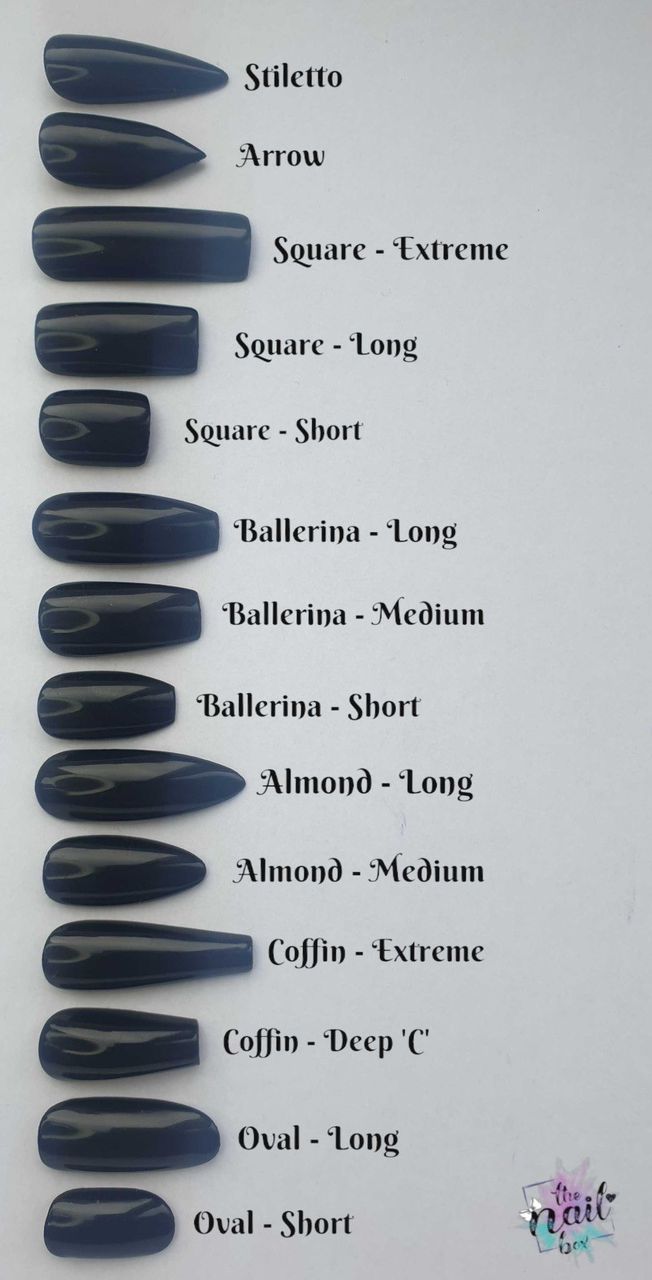 Stiletto
Arrow
Square - Extreme
Square - Long
Square - Short
Ballerina - Long
Ballerina - Medium
Ballerina - Short
Almond - Long
Almond - Medium
Coffin - Extreme
Coffin - Deep 'C'
Oval - Long
Oval - Short
the
nail
box